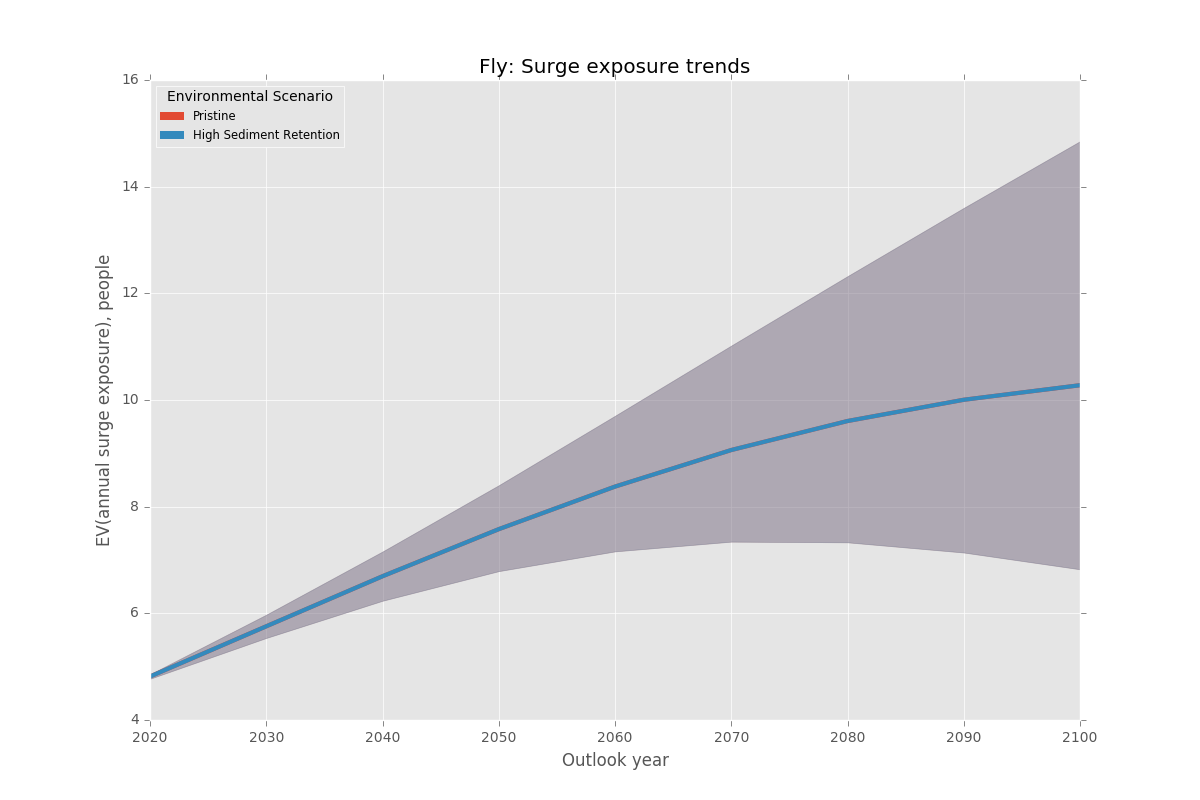 Fly: Surge exposure trends
Environmental Scenario
Pristine
High Sediment Retention
16
14
12
10
8
6
4
EV(annual surge exposure), people
2020 2030 2040 2050 2060 2070 2080 2090 2100
Outlook year